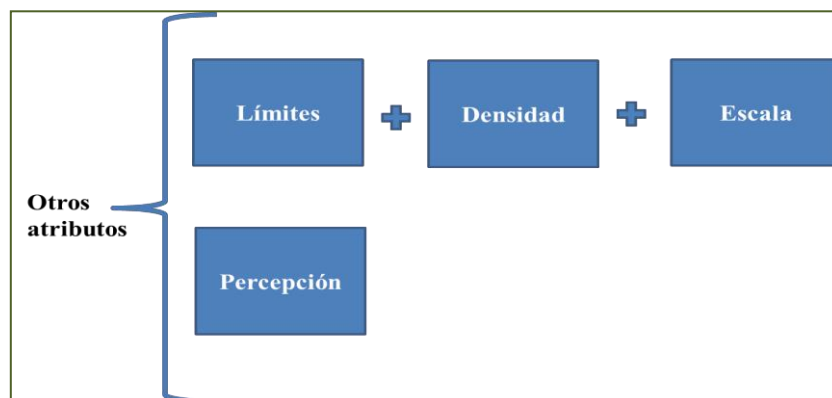 Límites
Densidad
Escala
Otros
atributos
Percepción